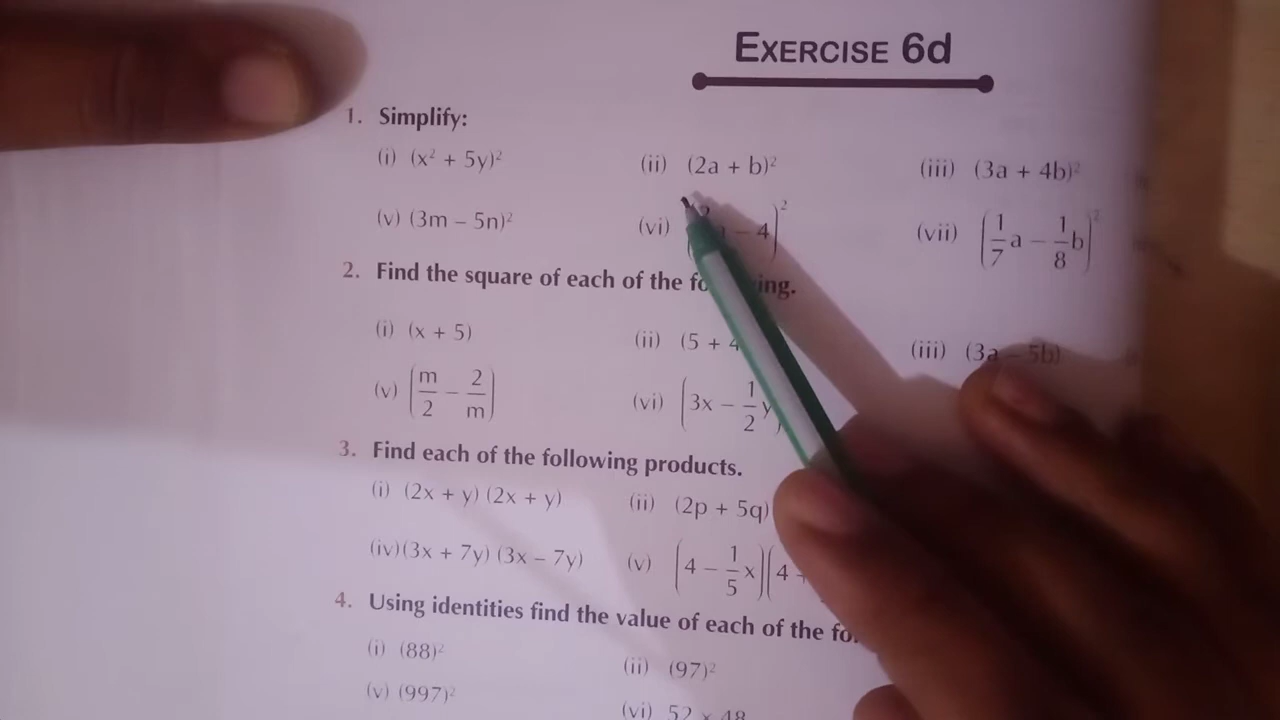 EXERCISE 6d
1. Simplify:
(i) (x² + 5y)² (ii) (2a + b)² (iii) (3a + 4b)²
(v) (3m – 5n)² (vi) – 4)² (vii) (1/7 a – 1/8 b)²
2. Find the square of each of the
(i) (x + 5) (ii) (5 + 4 (iii) (3a – 5b)
(v) (m/2 – 2/m) (vi) (3x – 1/2 y)
3. Find each of the following products.
(i) (2x + y) (2x + y) (ii) (2p + 5q)
(iv) (3x + 7y) (3x – 7y) (v) (4 – 1/5 x)(4 +
4. Using identities find the value of each of the
(i) (88)² (ii) (97)²
(v) (997)² (vi) 52 × 48